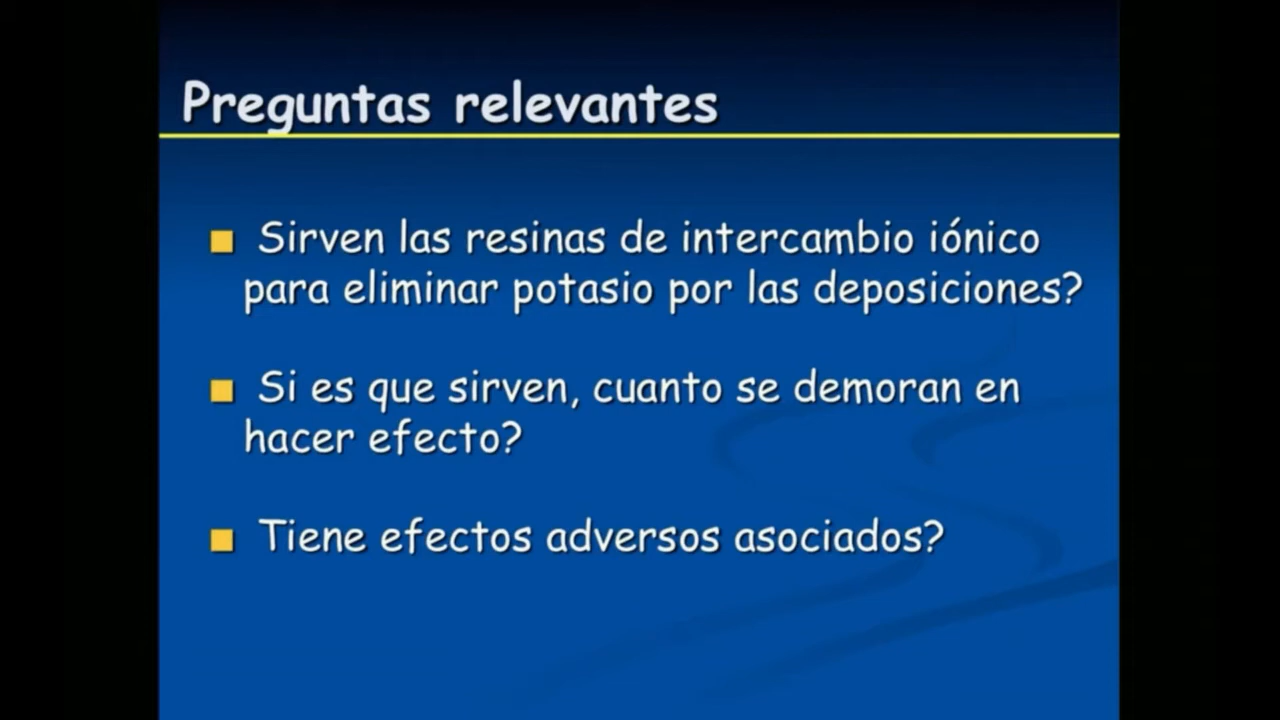 Preguntas relevantes
Sirven las resinas de intercambio iónico
para eliminar potasio por las deposiciones?
Si es que sirven, cuanto se demoran en
hacer efecto?
Tiene efectos adversos asociados?